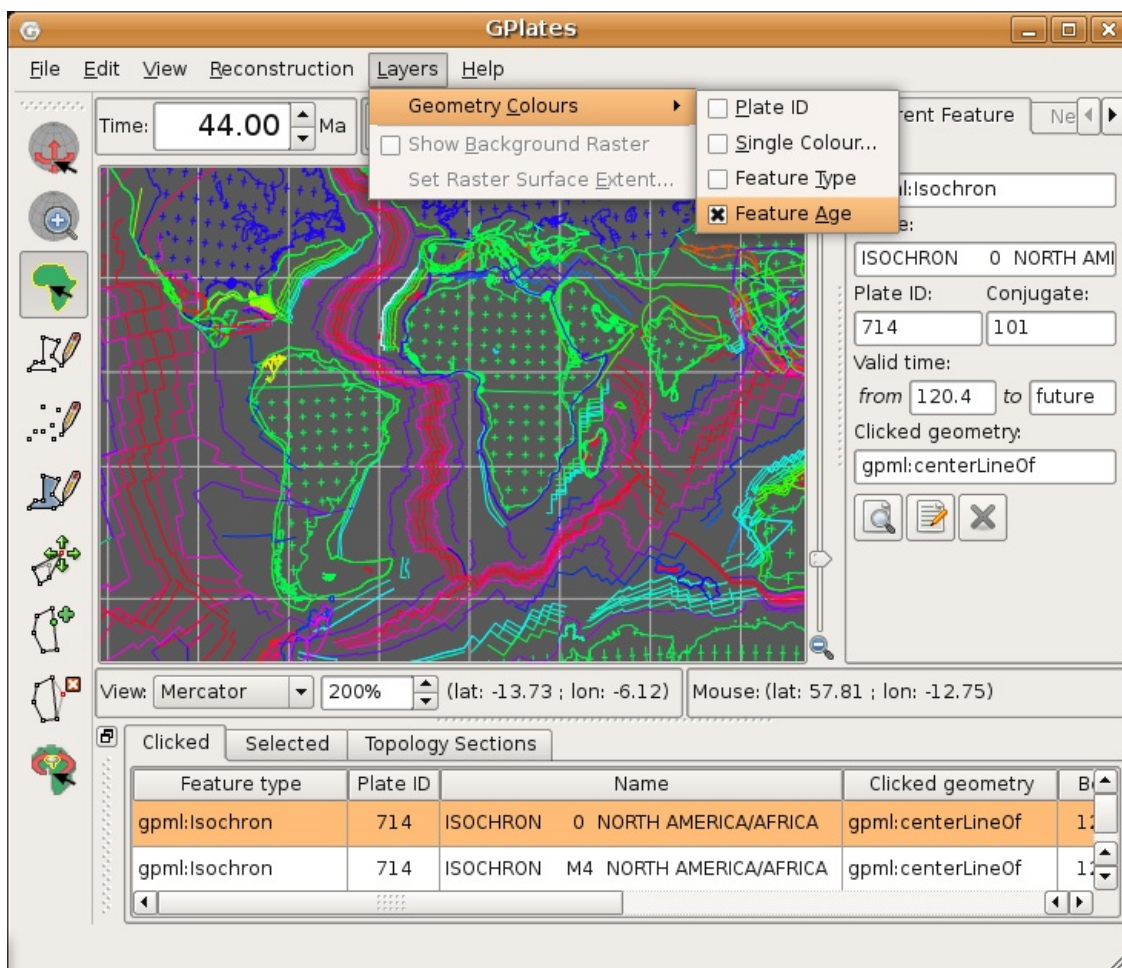 GPlates
File Edit View Reconstruction Layers Help
Geometry Colours
Show Background Raster
Set Raster Surface Extent...
Plate ID
Single Colour...
Feature Type
Feature Age
Time: 44.00 Ma
rent Feature Ne
Isochron
ISOCHRON 0 NORTH AMI
Plate ID: Conjugate:
714 101
Valid time:
from 120.4 to future
Clicked geometry:
gpml:centerLineOf
View: Mercator 200% (lat: -13.73 ; lon: -6.12) Mouse: (lat: 57.81 ; lon: -12.75)
Clicked Selected Topology Sections
Feature type Plate ID Name Clicked geometry
gpml:Isochron 714 ISOCHRON 0 NORTH AMERICA/AFRICA gpml:centerLineOf
gpml:Isochron 714 ISOCHRON M4 NORTH AMERICA/AFRICA gpml:centerLineOf